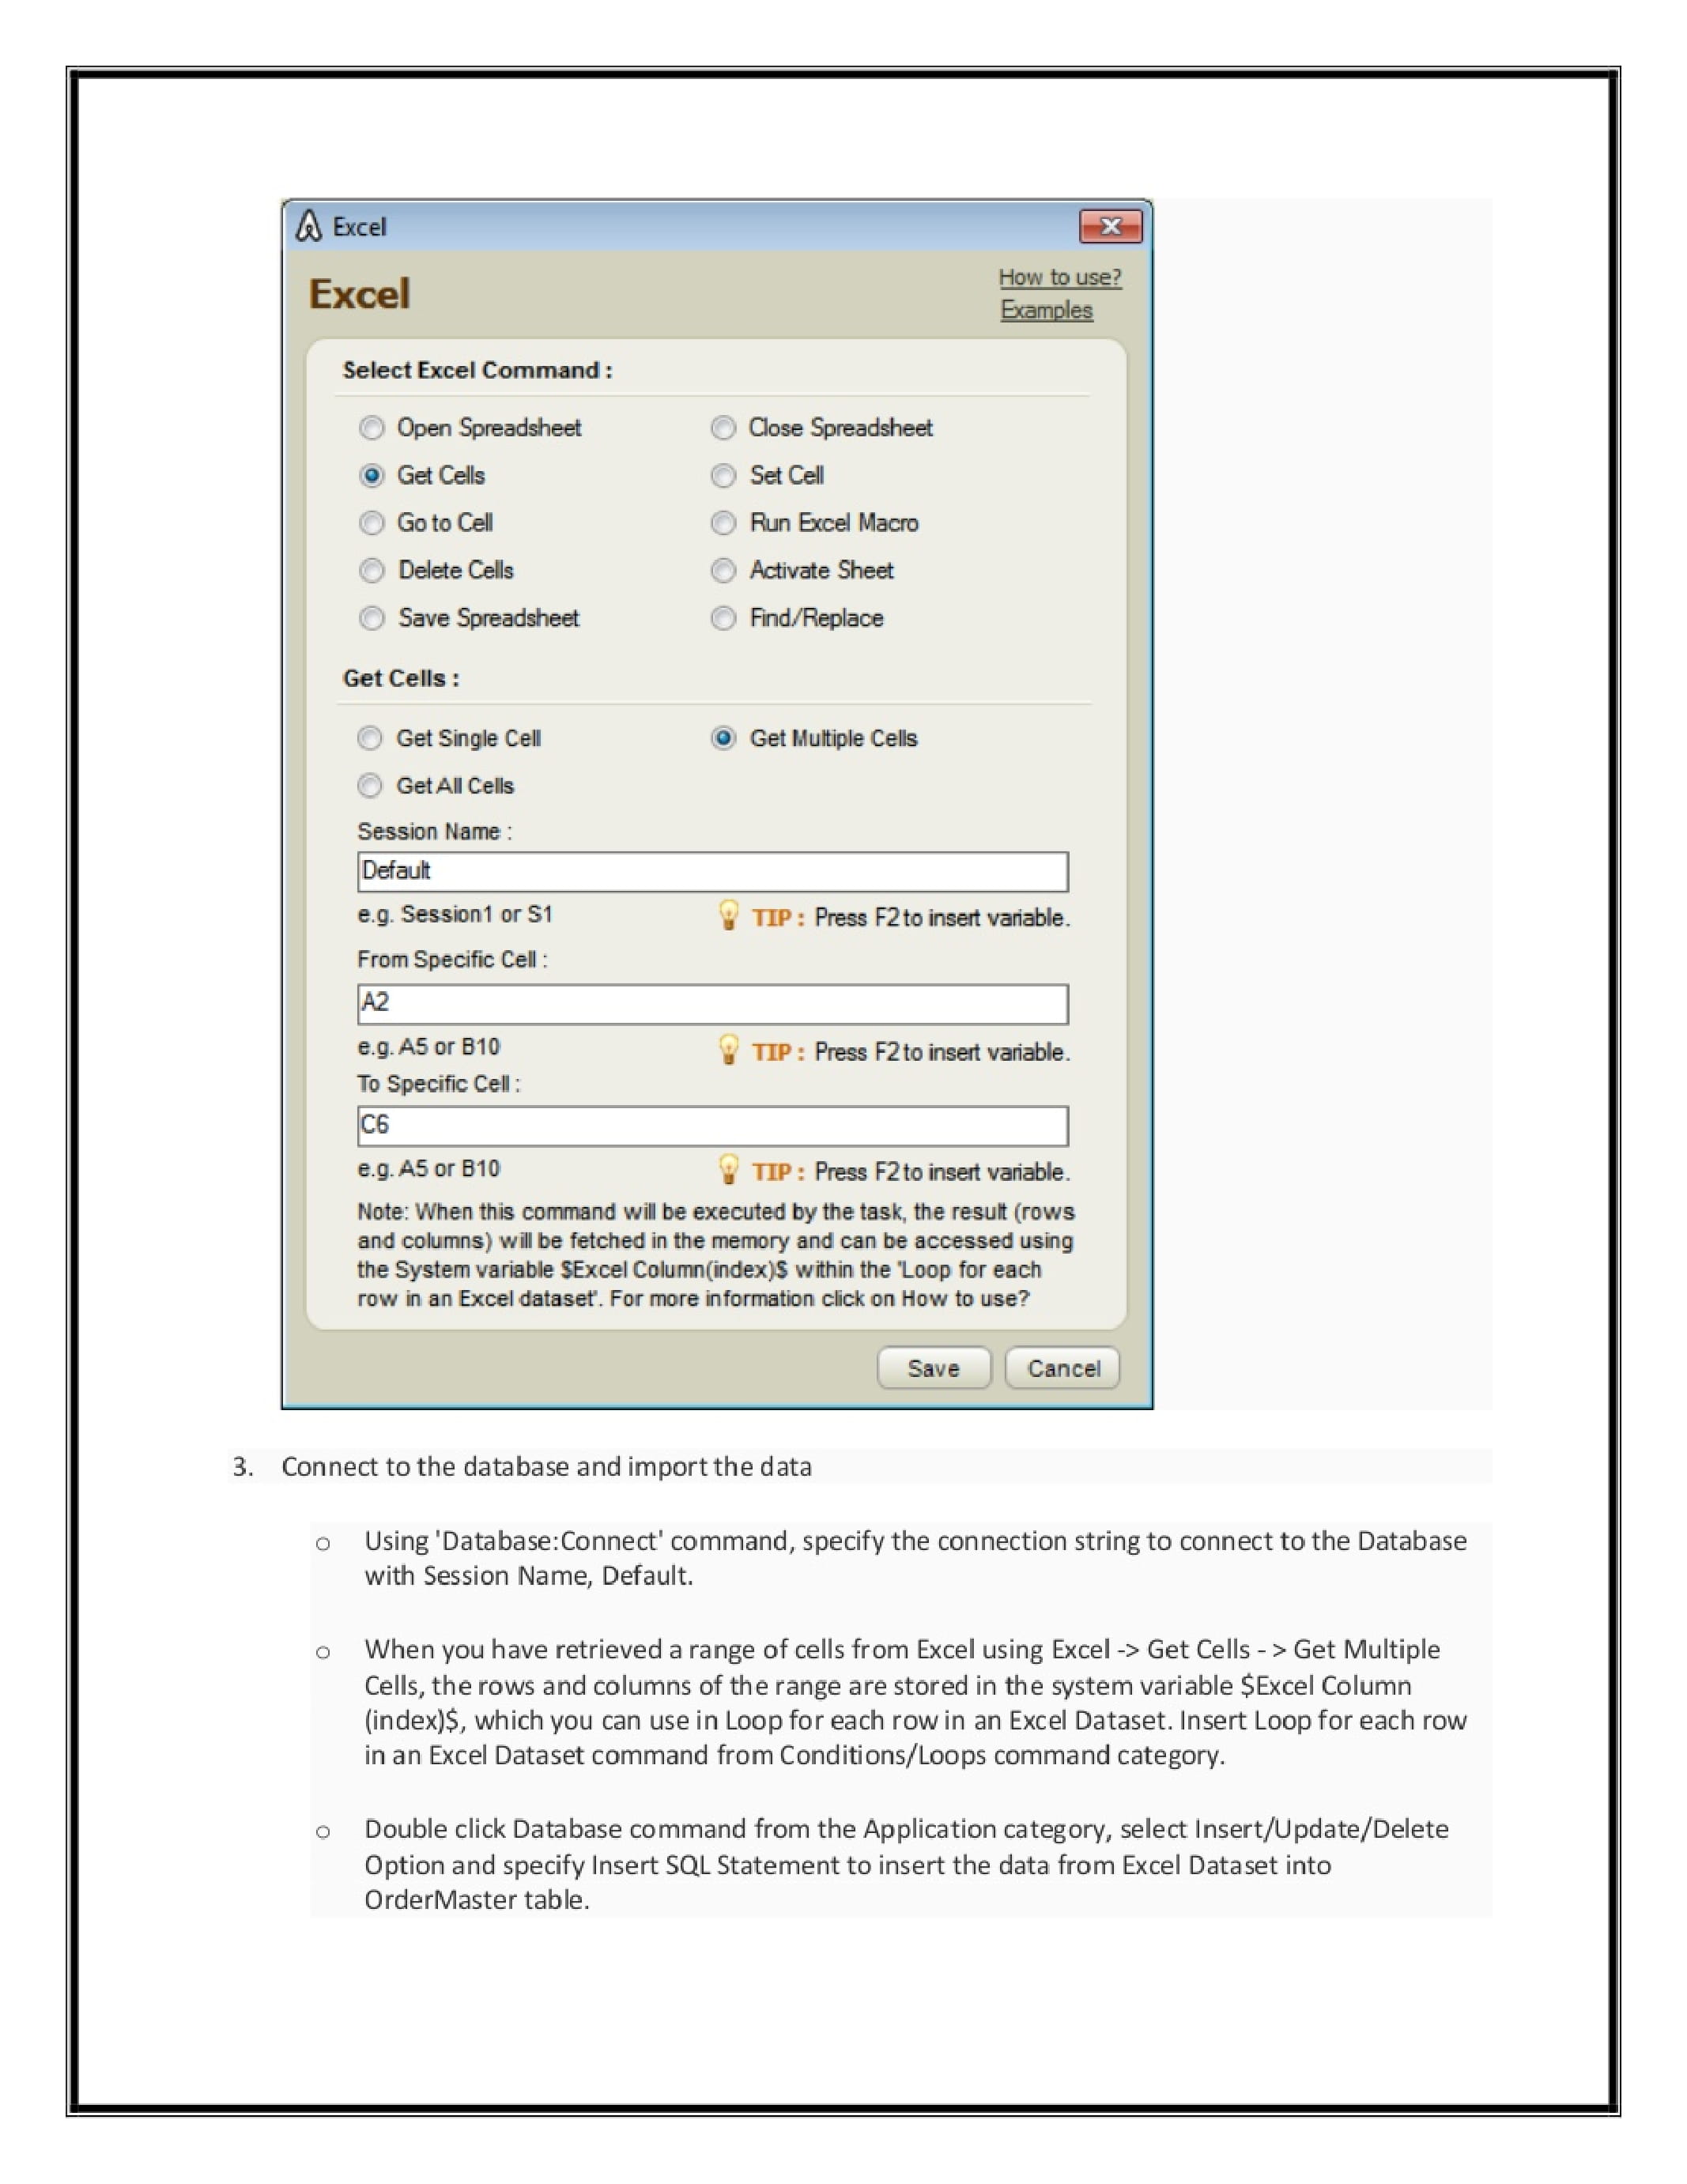 Excel
Excel
How to use?
Examples
Select Excel Command :
Open Spreadsheet
Close Spreadsheet
Get Cells
Set Cell
Go to Cell
Run Excel Macro
Delete Cells
Activate Sheet
Save Spreadsheet
Find/Replace
Get Cells :
Get Single Cell
Get Multiple Cells
Get All Cells
Session Name :
Default
e.g. Session1 or S1
TIP : Press F2 to insert variable.
From Specific Cell :
A2
e.g. A5 or B10
TIP : Press F2 to insert variable.
To Specific Cell :
C6
e.g. A5 or B10
TIP : Press F2 to insert variable.
Note: When this command will be executed by the task, the result (rows
and columns) will be fetched in the memory and can be accessed using
the System variable $Excel Column(index)$ within the 'Loop for each
row in an Excel dataset'. For more information click on How to use?
Save
Cancel
3. Connect to the database and import the data
o Using 'Database:Connect' command, specify the connection string to connect to the Database
with Session Name, Default.
o When you have retrieved a range of cells from Excel using Excel -> Get Cells - > Get Multiple
Cells, the rows and columns of the range are stored in the system variable $Excel Column
(index)$, which you can use in Loop for each row in an Excel Dataset. Insert Loop for each row
in an Excel Dataset command from Conditions/Loops command category.
o Double click Database command from the Application category, select Insert/Update/Delete
Option and specify Insert SQL Statement to insert the data from Excel Dataset into
OrderMaster table.